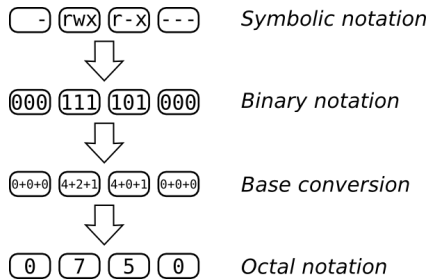 - rwx r-x --- Symbolic notation
000 111 101 000 Binary notation
0+0+0 4+2+1 4+0+1 0+0+0 Base conversion
0 7 5 0 Octal notation